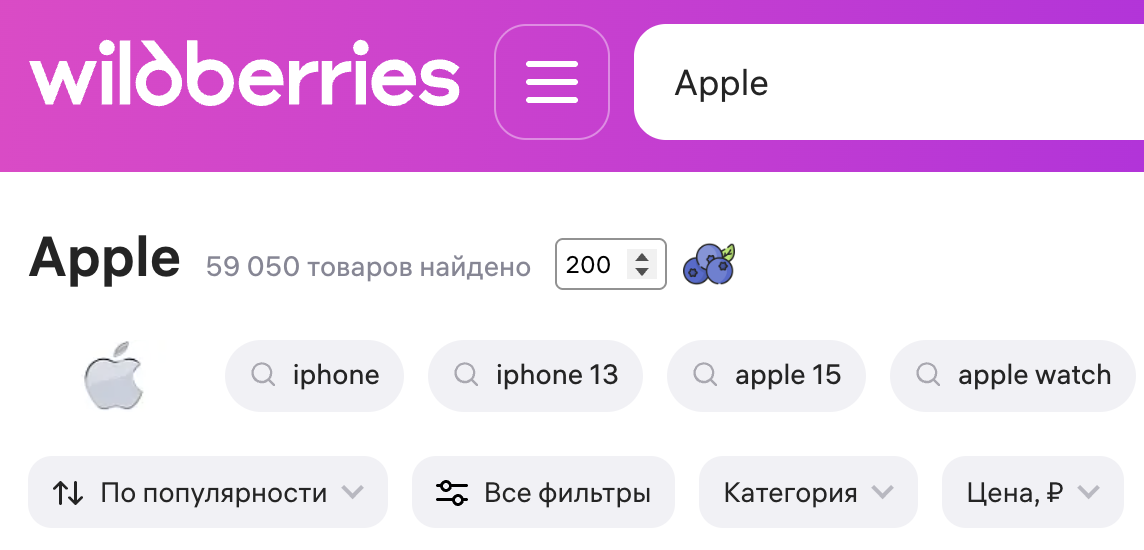 wildberries Apple
Apple 59 050 товаров найдено 200
iphone iphone 13 apple 15 apple watch
По популярности Все фильтры Категория Цена, ₽